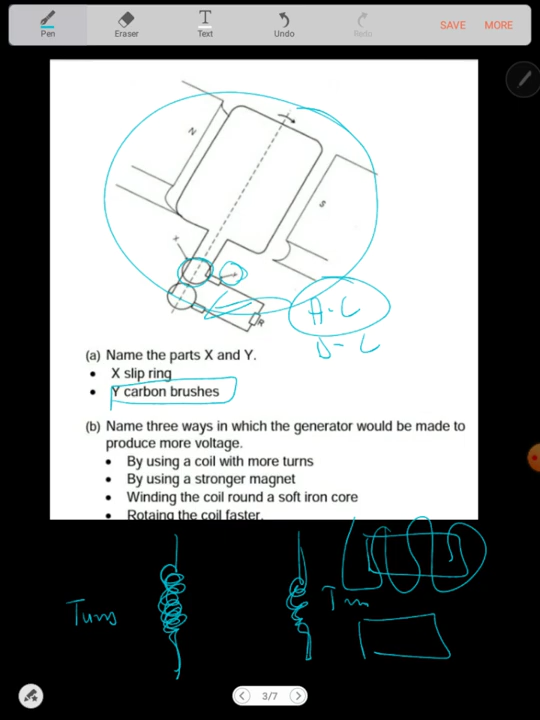 Pen
Eraser
T
Text
Undo
Redo
SAVE
MORE
N
S
X
R
A.C
D-C
(a) Name the parts X and Y.
• X slip ring
• Y carbon brushes
(b) Name three ways in which the generator would be made to
produce more voltage.
• By using a coil with more turns
• By using a stronger magnet
• Winding the coil round a soft iron core
• Rotaing the coil faster.
Turns
3/7